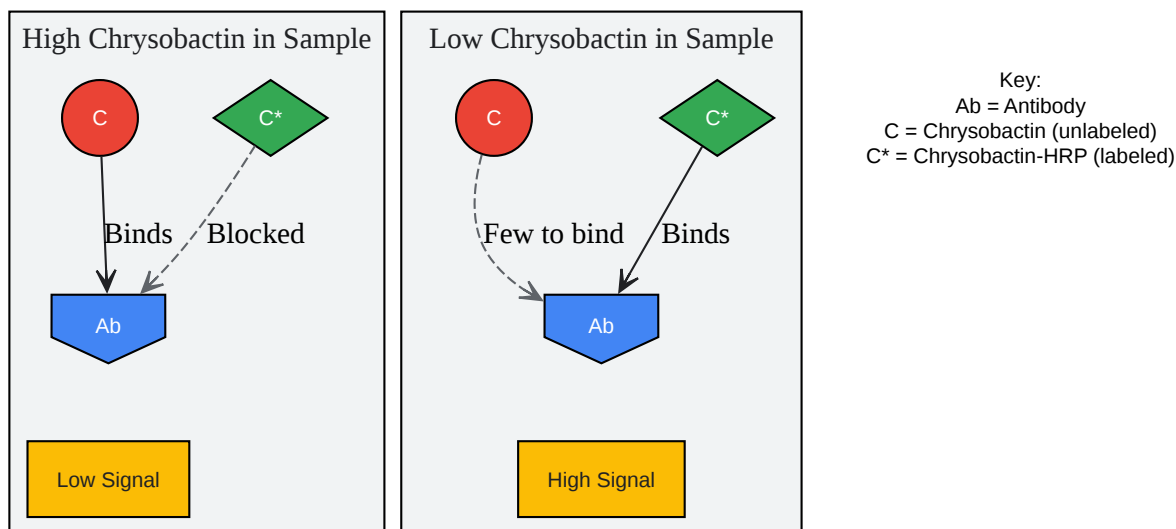 High Chrysobactin in Sample
C
C*
Binds
Blocked
Ab
Low Signal
Low Chrysobactin in Sample
C
C*
Few to bind
Binds
Ab
High Signal
Key:
Ab = Antibody
C = Chrysobactin (unlabeled)
C* = Chrysobactin-HRP (labeled)